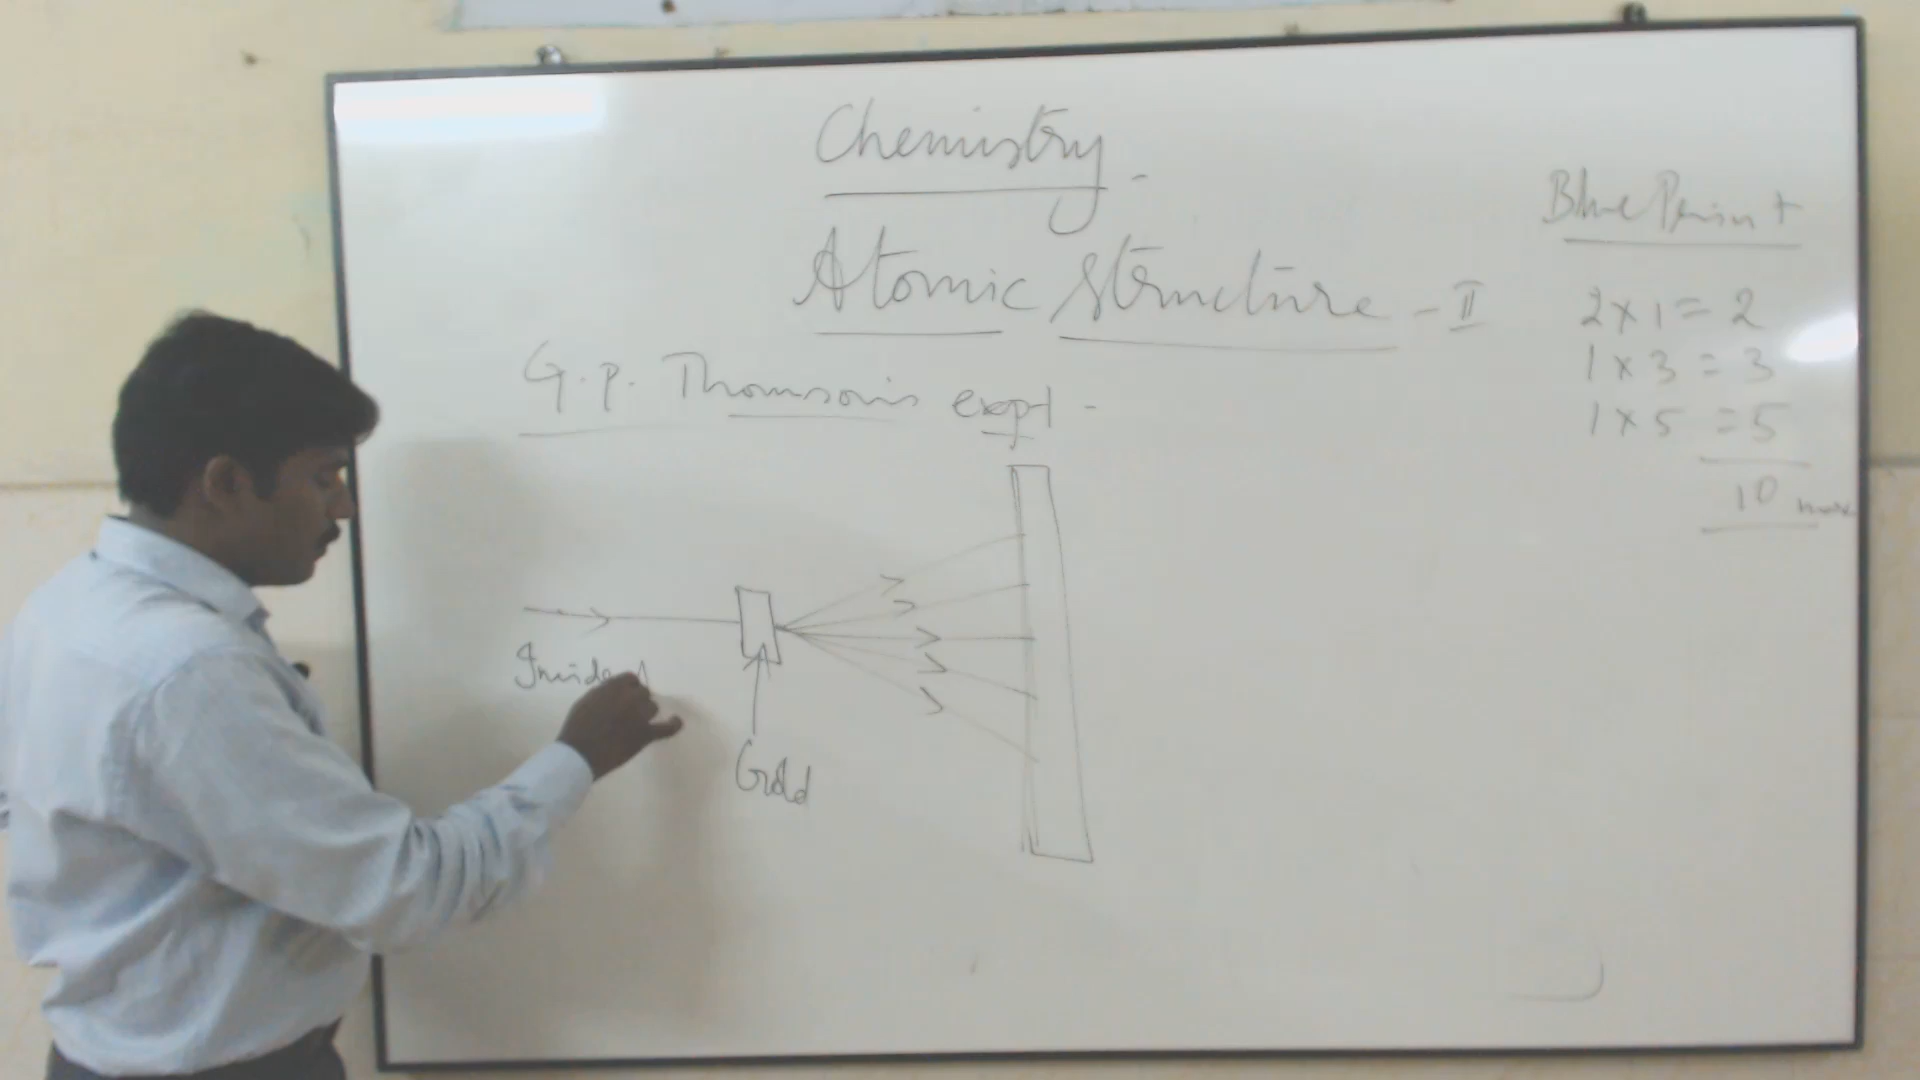 Chemistry.
Atomic Structure - II
G.P. Thomson's expt -
Incident
Gold
Blue Print
2 x 1 = 2
1 x 3 = 3
1 x 5 = 5
10